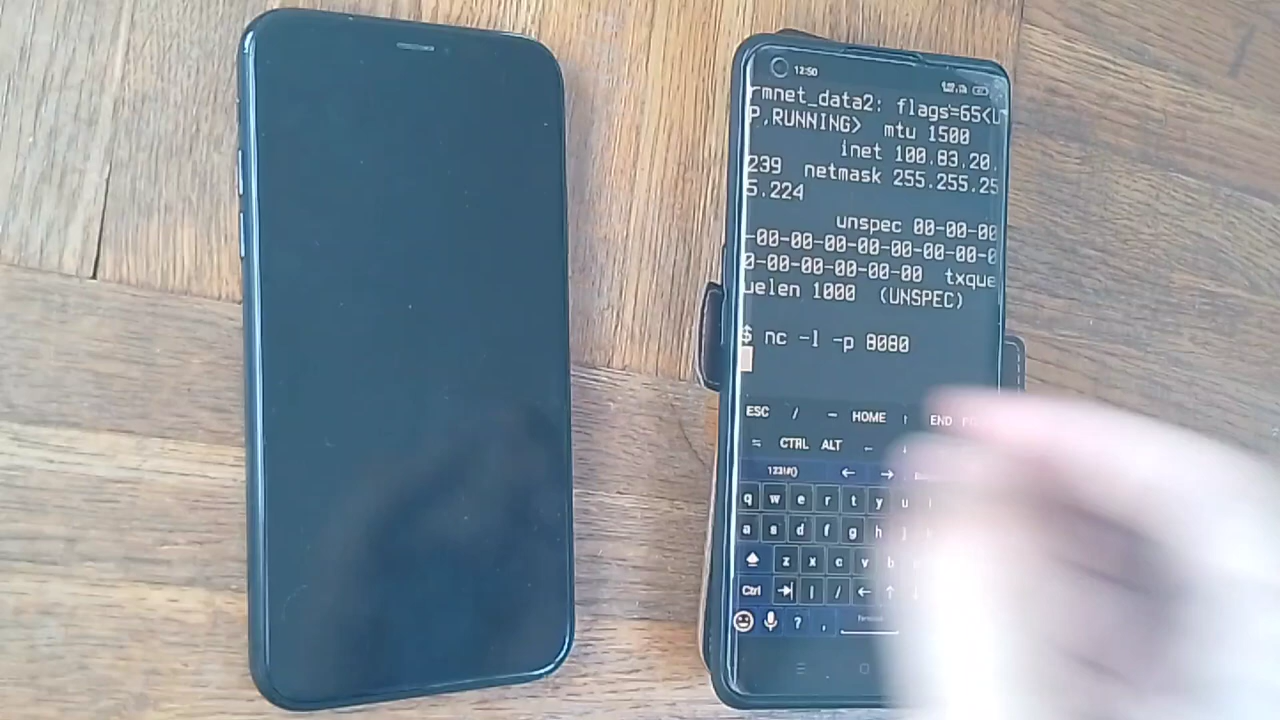 12:50
rmnet_data2: flags=65<U
P,RUNNING> mtu 1500
inet 100.83.20.
239 netmask 255.255.25
5.224
unspec 00-00-00
-00-00-00-00-00-00-00-0
0-00-00-00-00-00 txque
uelen 1000 (UNSPEC)
$ nc -l -p 8080
ESC / — HOME ↑ END
⇆ CTRL ALT ← ↓
123!#() ← →
q w e r t y u
a s d f g h j
z x c v b
Ctrl | / ← ↑ ↓
? ,